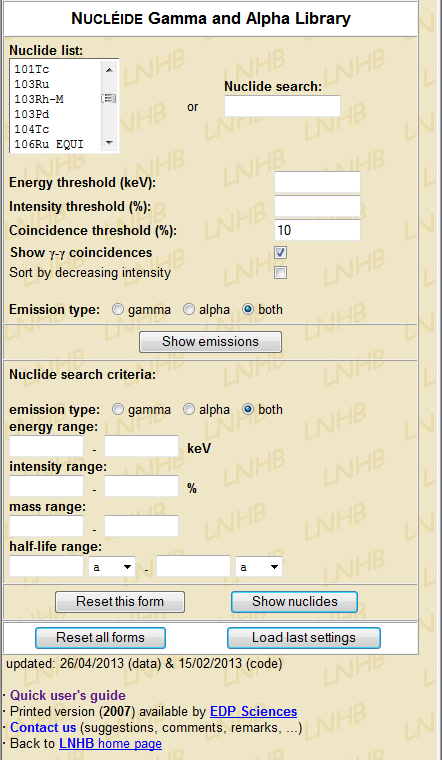 NUCLÉIDE Gamma and Alpha Library
Nuclide list:
101Tc
103Ru
103Rh-M
103Pd
104Tc
106Ru EQUI
or
Nuclide search:
Energy threshold (keV):
Intensity threshold (%):
Coincidence threshold (%): 10
Show γ-γ coincidences
Sort by decreasing intensity
Emission type: gamma alpha both
Show emissions
Nuclide search criteria:
emission type: gamma alpha both
energy range:
- keV
intensity range:
- %
mass range:
-
half-life range:
a - a
Reset this form Show nuclides
Reset all forms Load last settings
updated: 26/04/2013 (data) & 15/02/2013 (code)
· Quick user's guide
· Printed version (2007) available by EDP Sciences
· Contact us (suggestions, comments, remarks, ...)
· Back to LNHB home page
LNHB